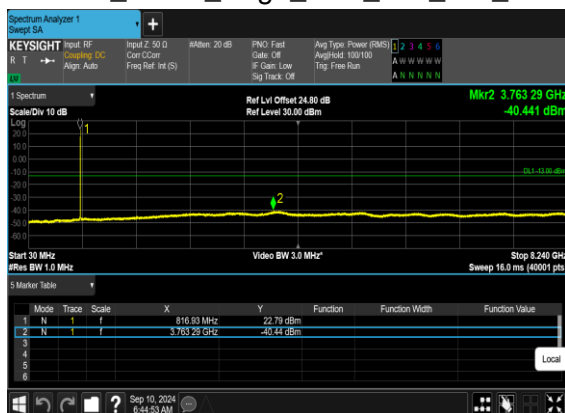 Spectrum Analyzer 1
Swept SA
+
KEYSIGHT
R T
Input: RF
Coupling: DC
Align: Auto
Input Z: 50 Ω
Corr CCorr
Freq Ref: Int (S)
#Atten: 20 dB
PNO: Fast
Gate: Off
IF Gain: Low
Sig Track: Off
Avg Type: Power (RMS)
Avg|Hold: 100/100
Trig: Free Run
1 2 3 4 5 6
A W W W W W
A N N N N N
1 Spectrum
Scale/Div 10 dB
Ref Lvl Offset 24.80 dB
Ref Level 30.00 dBm
Mkr2 3.763 29 GHz
-40.441 dBm
Log
20.0
10.0
0.00
-10.0
-20.0
-30.0
-40.0
-50.0
-60.0
1
2
DL1 -13.00 dBm
Start 30 MHz
#Res BW 1.0 MHz
Video BW 3.0 MHz*
Stop 8.240 GHz
Sweep 16.0 ms (40001 pts)
5 Marker Table
Mode Trace Scale X Y Function Function Width Function Value
1 N 1 f 816.93 MHz 22.79 dBm
2 N 1 f 3.763 29 GHz -40.44 dBm
3
4
5
6
Local
?
Sep 10, 2024
6:44:53 AM